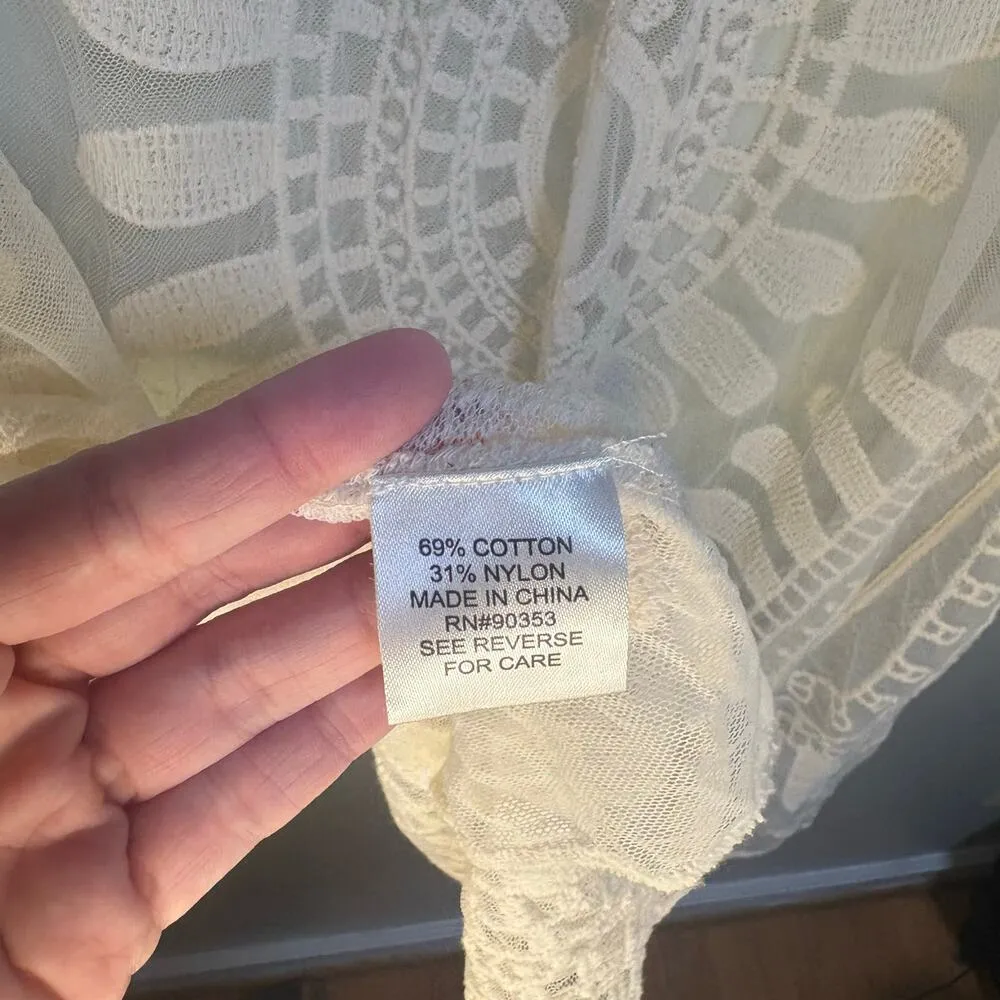 69% COTTON
31% NYLON
MADE IN CHINA
RN#90353
SEE REVERSE
FOR CARE